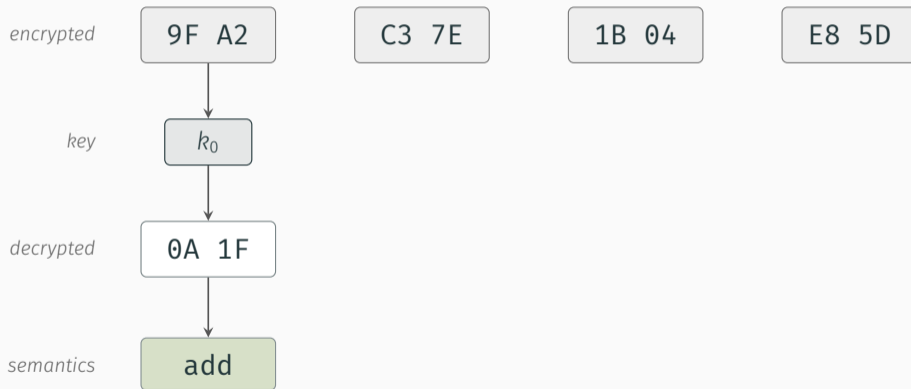 encrypted 9F A2 C3 7E 1B 04 E8 5D
key k₀
decrypted 0A 1F
semantics add